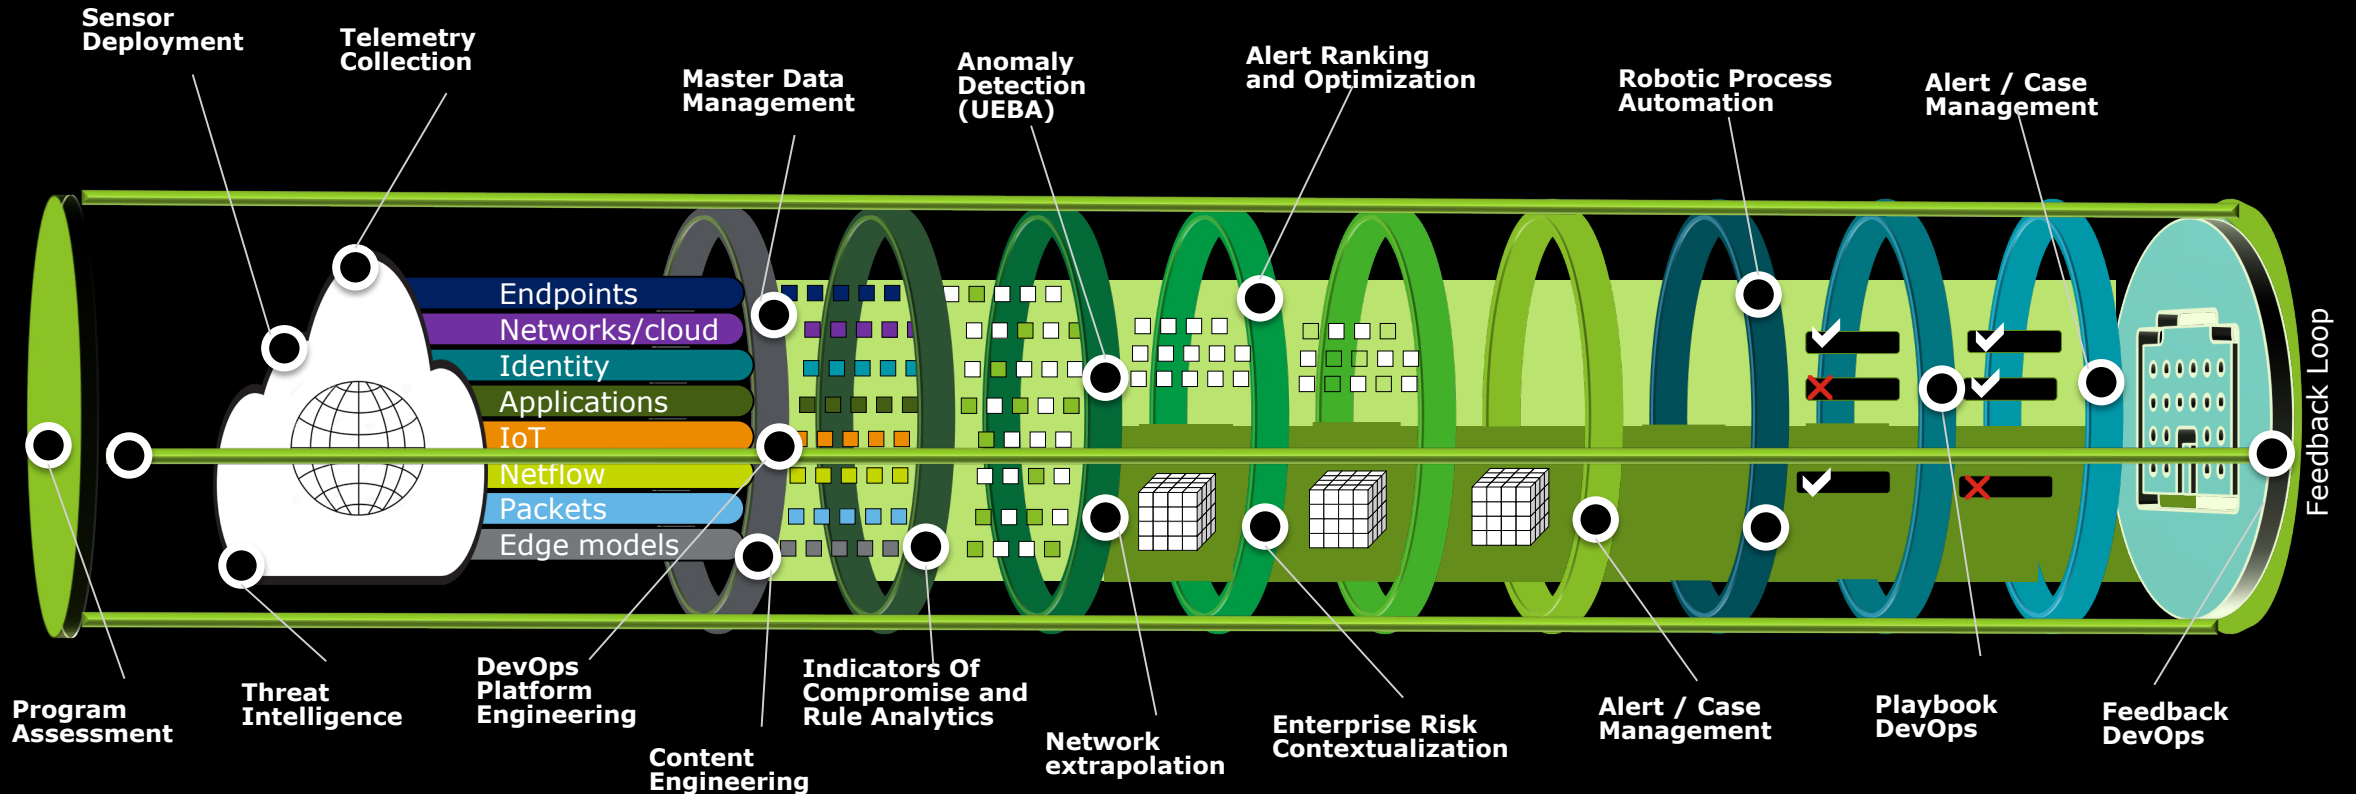 Sensor
Deployment
Telemetry
Collection
Master Data
Management
Anomaly
Detection
(UEBA)
Alert Ranking
and Optimization
Robotic Process
Automation
Alert / Case
Management
Endpoints
Networks/cloud
Identity
Applications
IoT
Netflow
Packets
Edge models
Feedback Loop
Program
Assessment
Threat
Intelligence
DevOps
Platform
Engineering
Content
Engineering
Indicators Of
Compromise and
Rule Analytics
Network
extrapolation
Enterprise Risk
Contextualization
Alert / Case
Management
Playbook
DevOps
Feedback
DevOps